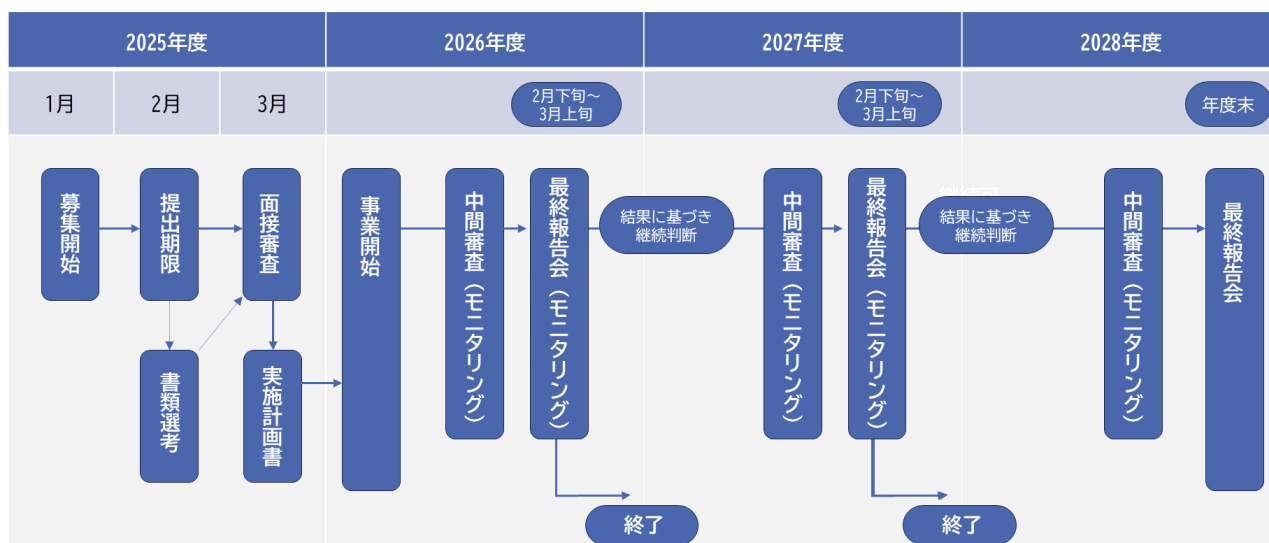 2025年度
2026年度
2027年度
2028年度
1月
2月
3月
2月下旬～
3月上旬
2月下旬～
3月上旬
年度末
募集開始
提出期限
面接審査
書類選考
実施計画書
事業開始
中間審査（モニタリング）
最終報告会（モニタリング）
結果に基づき
継続判断
終了
中間審査（モニタリング）
最終報告会（モニタリング）
継続可
結果に基づき
継続判断
終了
中間審査（モニタリング）
最終報告会